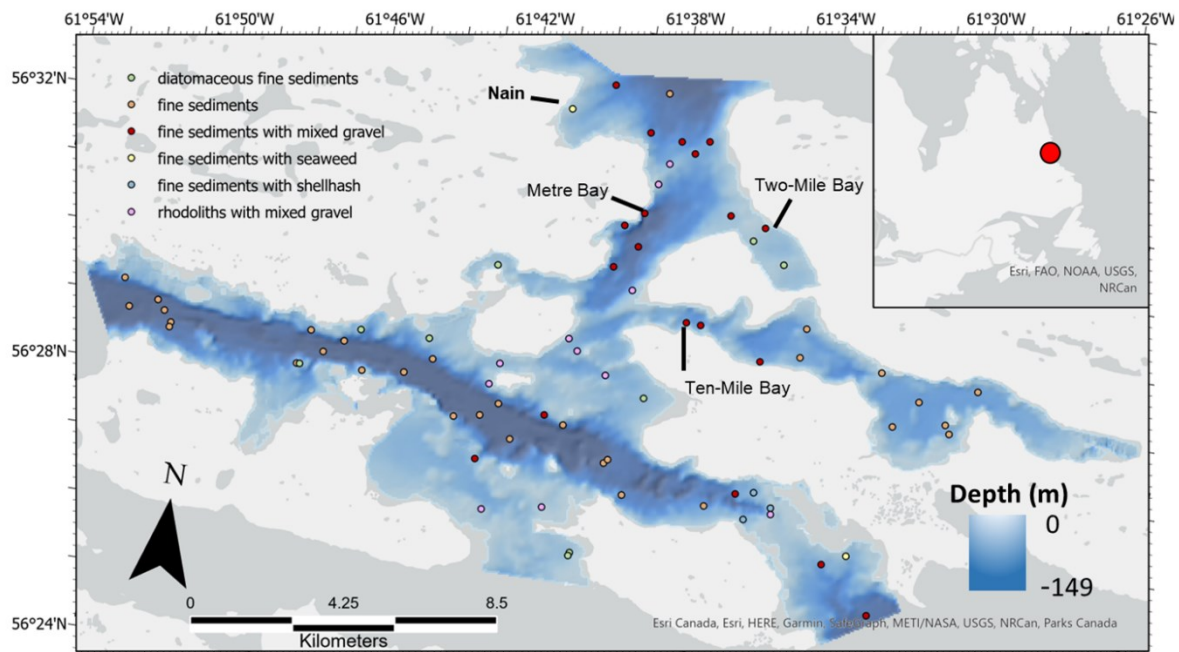 61°54'W 61°50'W 61°46'W 61°42'W 61°38'W 61°34'W 61°30'W 61°26'W
56°32'N
diatomaceous fine sediments
fine sediments
fine sediments with mixed gravel
fine sediments with seaweed
fine sediments with shellhash
rhodoliths with mixed gravel
Nain
Metre Bay
Two-Mile Bay
Esri, FAO, NOAA, USGS,
NRCan
56°28'N
Ten-Mile Bay
N
Depth (m)
0
-149
0 4.25 8.5
Kilometers
56°24'N
Esri Canada, Esri, HERE, Garmin, SafeGraph, METI/NASA, USGS, NRCan, Parks Canada